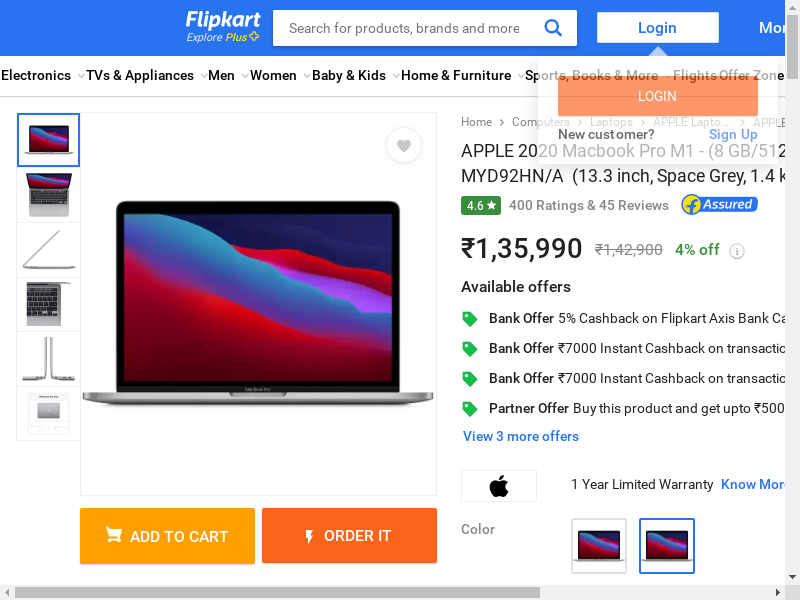 Flipkart
Explore Plus
Search for products, brands and more
Login
Mor
Electronics
TVs & Appliances
Men
Women
Baby & Kids
Home & Furniture
Sports, Books & More
Flights
Offer Zone
LOGIN
New customer?
Sign Up
Home
Computers
Laptops
APPLE Lapto...
APPLE
APPLE 2020 Macbook Pro M1 - (8 GB/512
MYD92HN/A (13.3 inch, Space Grey, 1.4 k
4.6
400 Ratings & 45 Reviews
Assured
₹1,35,990
₹1,42,900
4% off
Available offers
Bank Offer 5% Cashback on Flipkart Axis Bank Ca
Bank Offer ₹7000 Instant Cashback on transactio
Bank Offer ₹7000 Instant Cashback on transactio
Partner Offer Buy this product and get upto ₹500
View 3 more offers
1 Year Limited Warranty
Know More
ADD TO CART
ORDER IT
Color
MacBook Pro